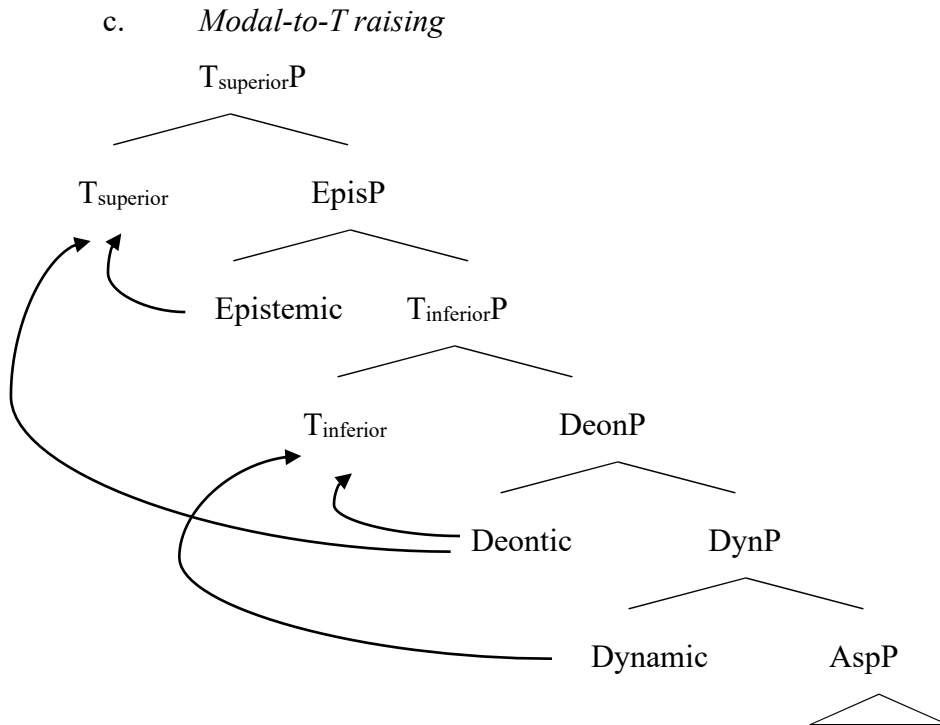 c. Modal-to-T raising
TsuperiorP
Tsuperior EpisP
Epistemic TinferiorP
Tinferior DeonP
Deontic DynP
Dynamic AspP